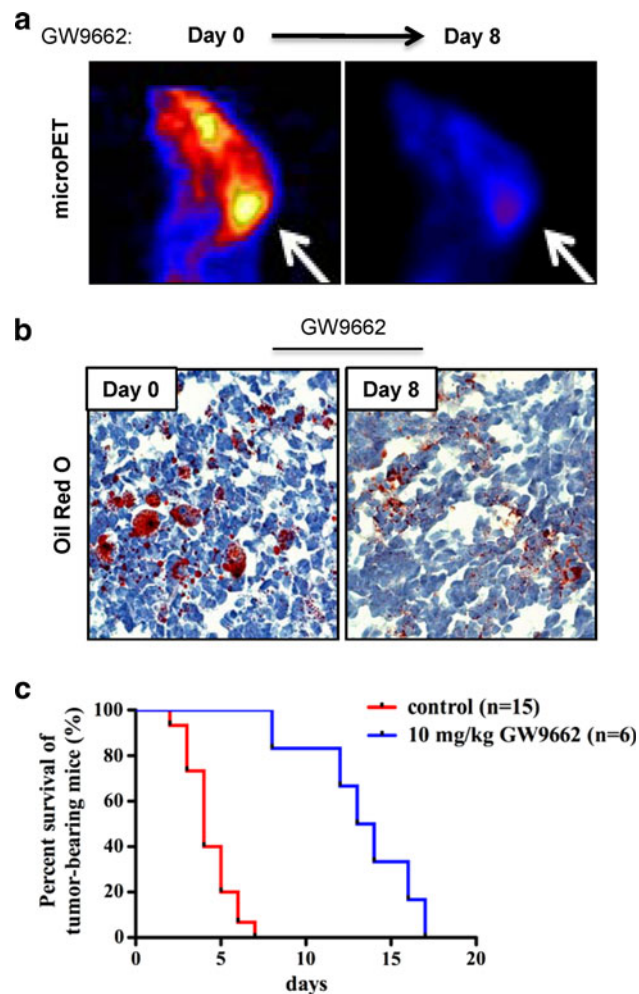 a
GW9662: Day 0 Day 8
microPET
b
GW9662
Day 0 Day 8
Oil Red O
c
Percent survival of
tumor-bearing mice (%)
100
80
60
40
20
0
control (n=15)
10 mg/kg GW9662 (n=6)
0 5 10 15 20
days